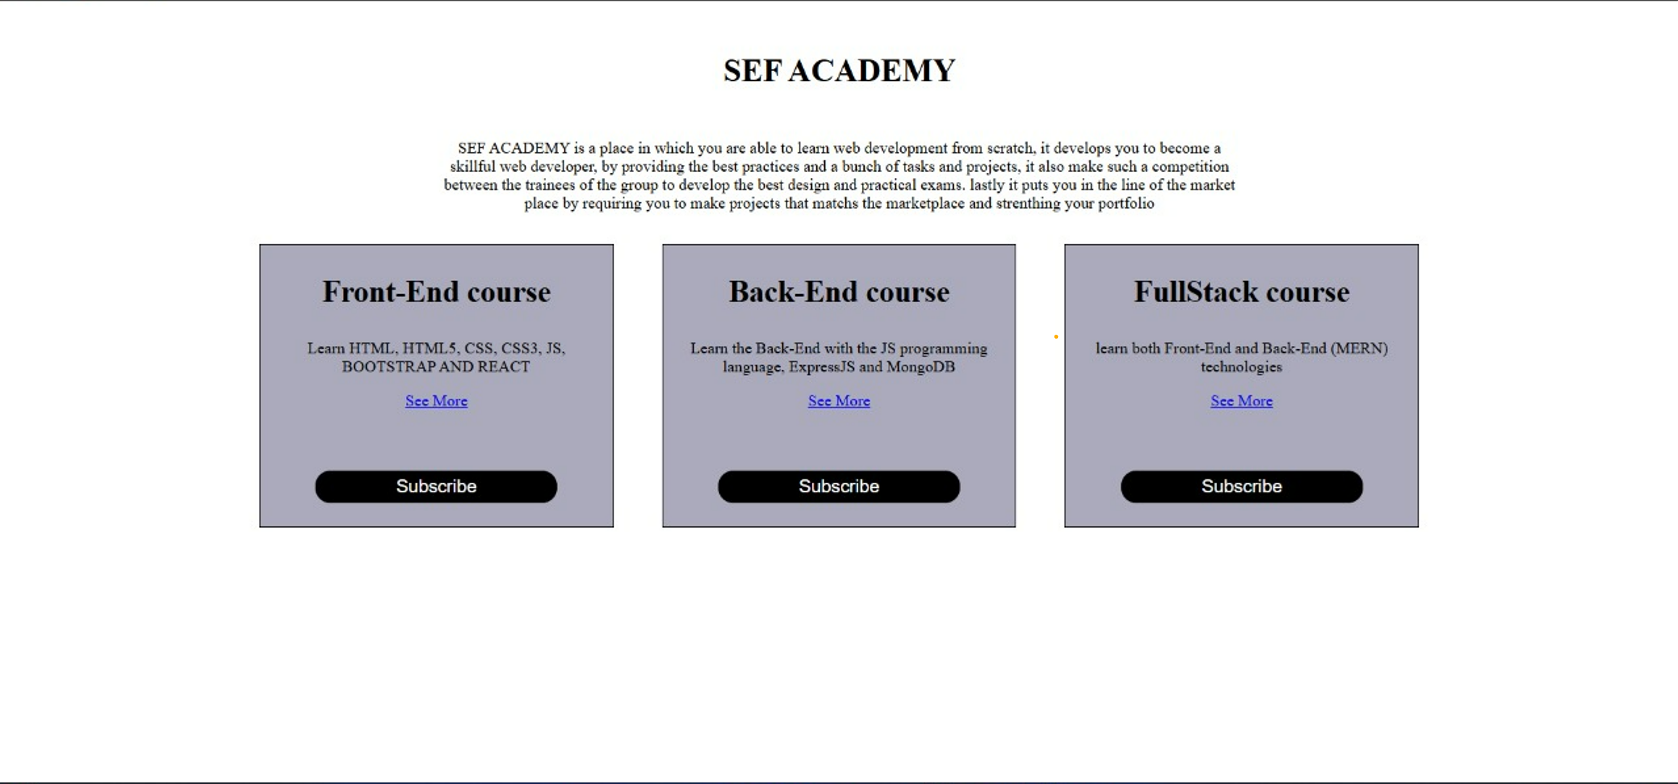 SEF ACADEMY
SEF ACADEMY is a place in which you are able to learn web development from scratch, it develops you to become a
skillful web developer, by providing the best practices and a bunch of tasks and projects, it also make such a competition
between the trainees of the group to develop the best design and practical exams. lastly it puts you in the line of the market
place by requiring you to make projects that matchs the marketplace and strenthing your portfolio
Front-End course
Learn HTML, HTML5, CSS, CSS3, JS,
BOOTSTRAP AND REACT
See More
Subscribe
Back-End course
Learn the Back-End with the JS programming
language, ExpressJS and MongoDB
See More
Subscribe
FullStack course
learn both Front-End and Back-End (MERN)
technologies
See More
Subscribe